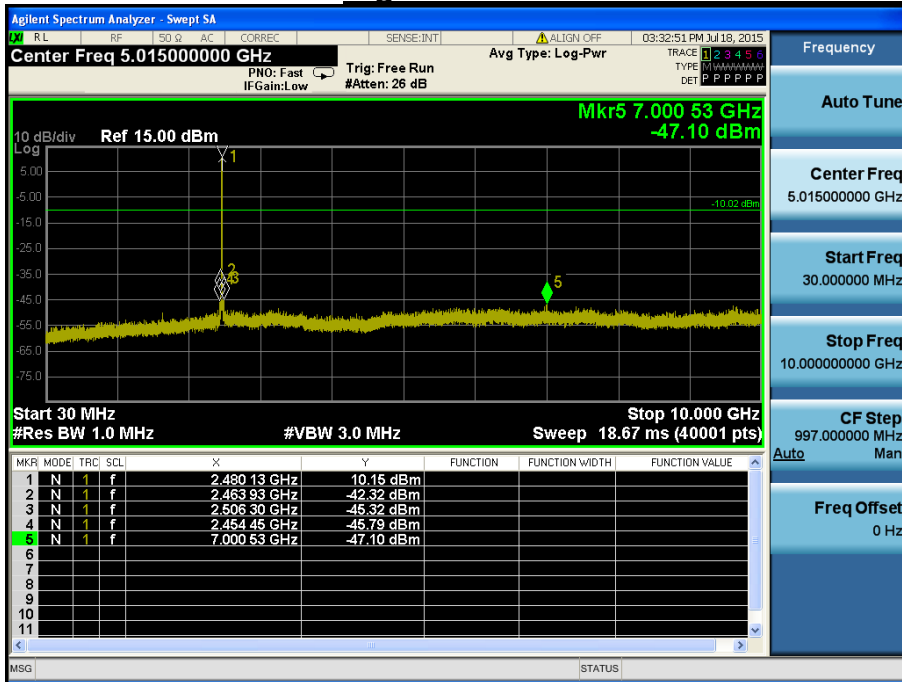 Agilent Spectrum Analyzer - Swept SA
LXI RL RF 50 Ω AC CORREC SENSE:INT ALIGN OFF 03:32:51 PM Jul 18, 2015
Center Freq 5.015000000 GHz
PNO: Fast
IFGain:Low
Trig: Free Run
#Atten: 26 dB
Avg Type: Log-Pwr
TRACE 1 2 3 4 5 6
TYPE M WWWWW
DET P P P P P P
Mkr5 7.000 53 GHz
-47.10 dBm
10 dB/div Ref 15.00 dBm
Log
1
5.00
-5.00
-10.02 dBm
-15.0
-25.0
-35.0
2
4 3
5
-45.0
-55.0
-65.0
-75.0
Start 30 MHz Stop 10.000 GHz
#Res BW 1.0 MHz #VBW 3.0 MHz Sweep 18.67 ms (40001 pts)
MKR MODE TRC SCL X Y FUNCTION FUNCTION WIDTH FUNCTION VALUE
1 N 1 f 2.480 13 GHz 10.15 dBm
2 N 1 f 2.463 93 GHz -42.32 dBm
3 N 1 f 2.506 30 GHz -45.32 dBm
4 N 1 f 2.454 45 GHz -45.79 dBm
5 N 1 f 7.000 53 GHz -47.10 dBm
6
7
8
9
10
11
MSG STATUS
Frequency
Auto Tune
Center Freq
5.015000000 GHz
Start Freq
30.000000 MHz
Stop Freq
10.000000000 GHz
CF Step
997.000000 MHz
Auto Man
Freq Offset
0 Hz